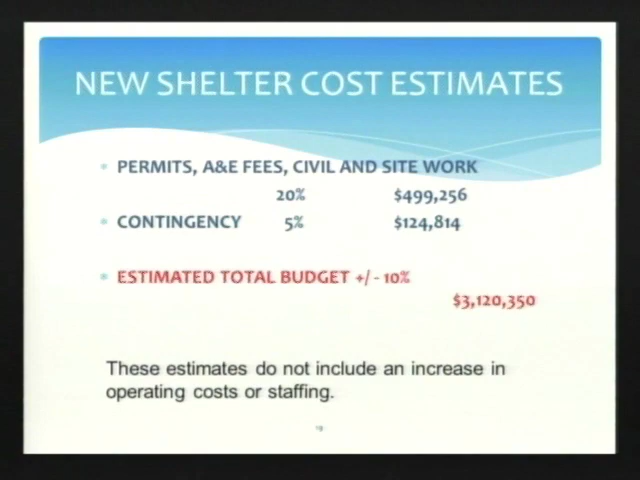 NEW SHELTER COST ESTIMATES
PERMITS, A&E FEES, CIVIL AND SITE WORK
20% $499,256
CONTINGENCY 5% $124,814
ESTIMATED TOTAL BUDGET +/- 10%
$3,120,350
These estimates do not include an increase in
operating costs or staffing.